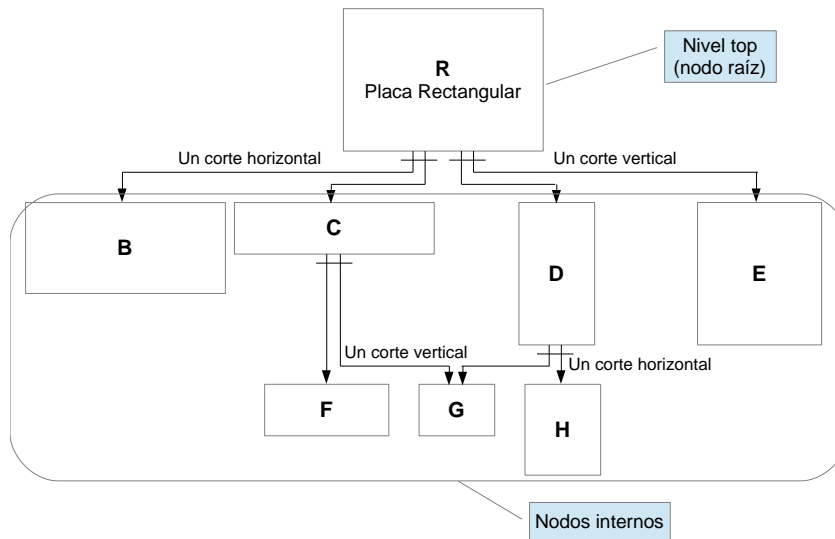 R
Placa Rectangular
Nivel top
(nodo raíz)
Un corte horizontal
Un corte vertical
B
C
D
E
Un corte vertical
Un corte horizontal
F
G
H
Nodos internos